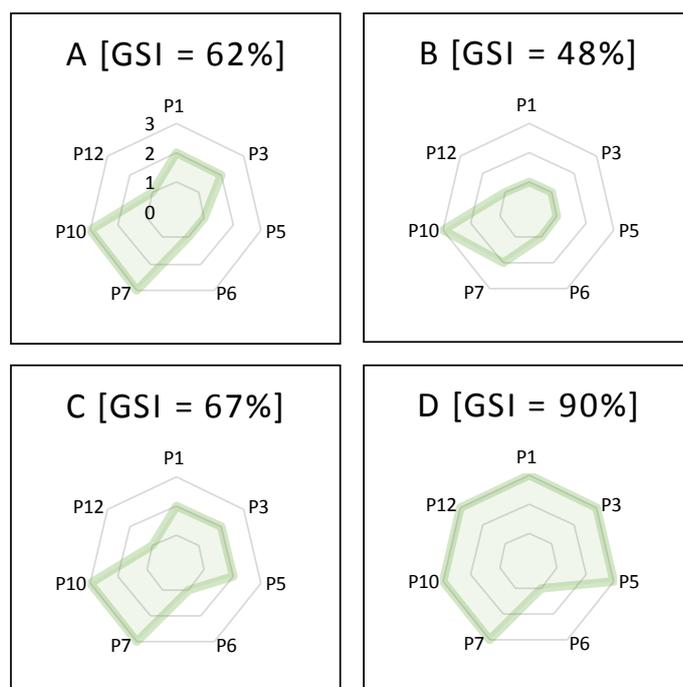 A [GSI = 62%]
P1
3
P12
2
P3
1
0
P10
P5
P7
P6
B [GSI = 48%]
P1
P12
P3
P10
P5
P7
P6
C [GSI = 67%]
P1
P12
P3
P10
P5
P7
P6
D [GSI = 90%]
P1
P12
P3
P10
P5
P7
P6